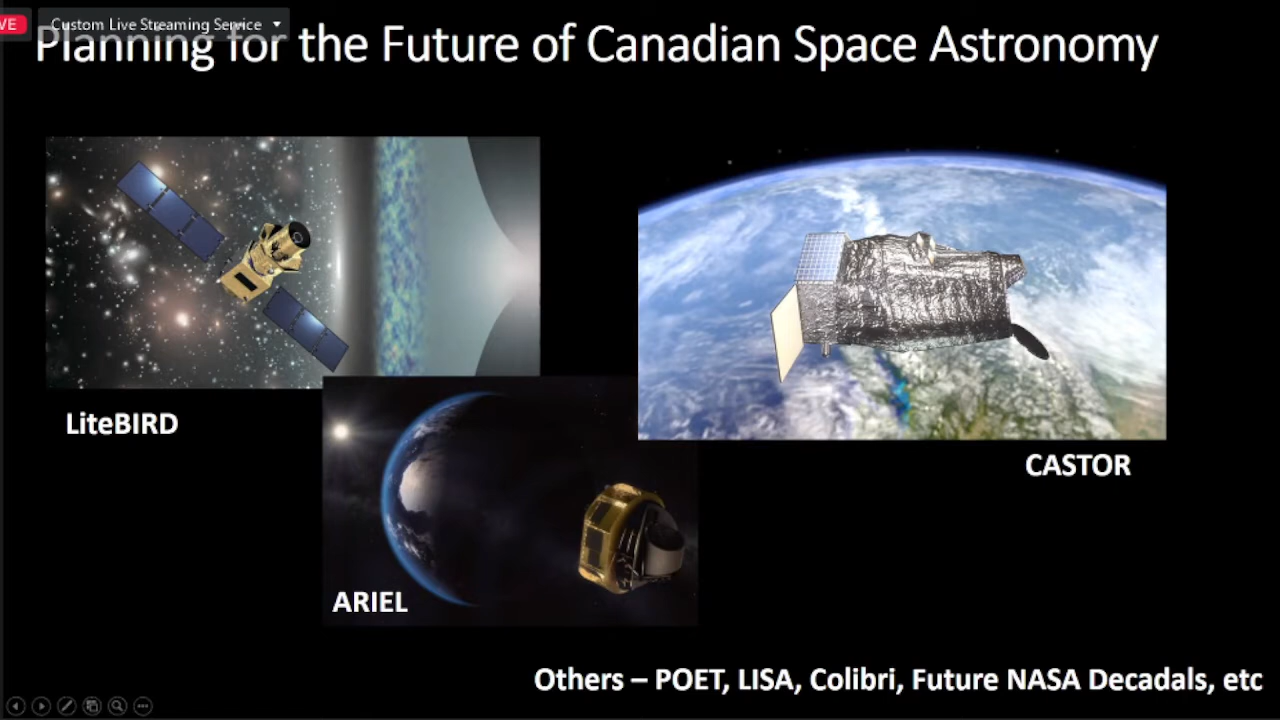 VE
Custom Live Streaming Service
Planning for the Future of Canadian Space Astronomy
LiteBIRD
CASTOR
ARIEL
Others – POET, LISA, Colibri, Future NASA Decadals, etc